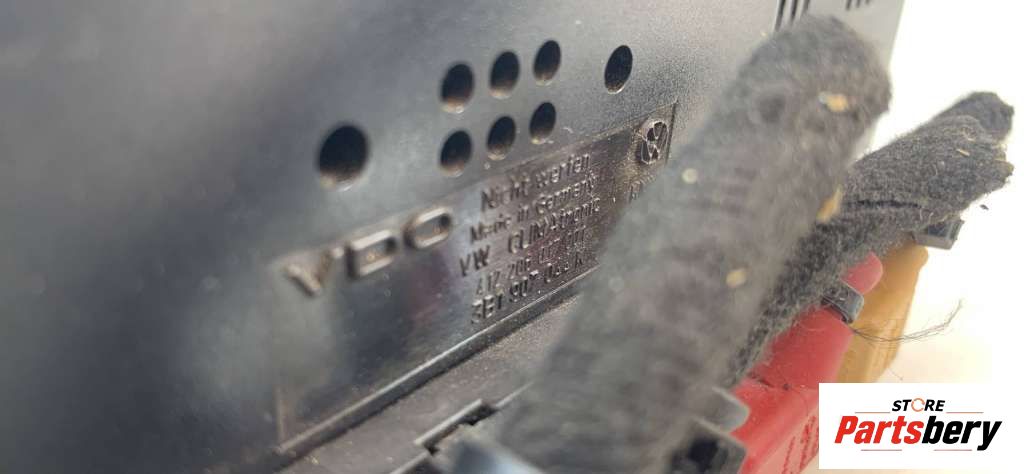 VDO
Nicht werfen
Made in Germany
VW CLIMAtronic
3B1 907 044
STORE
Partsbery